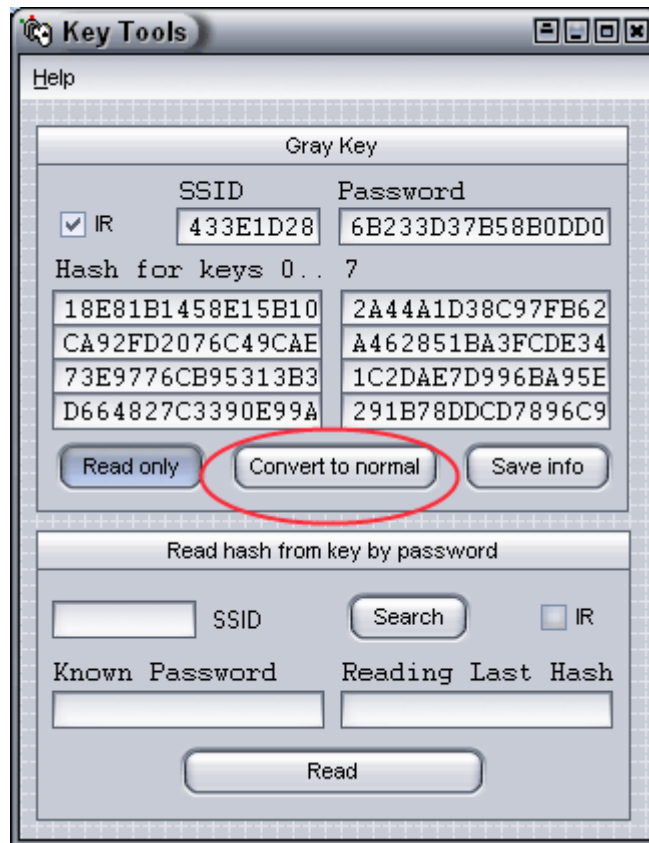 Key Tools
Help
Gray Key
SSID Password
IR 433E1D28 6B233D37B58B0DD0
Hash for keys 0.. 7
18E81B1458E15B10 2A44A1D38C97FB62
CA92FD2076C49CAE A462851BA3FCDE34
73E9776CB95313B3 1C2DAE7D996BA95E
D664827C3390E99A 291B78DDCD7896C9
Read only Convert to normal Save info
Read hash from key by password
SSID Search IR
Known Password Reading Last Hash
Read